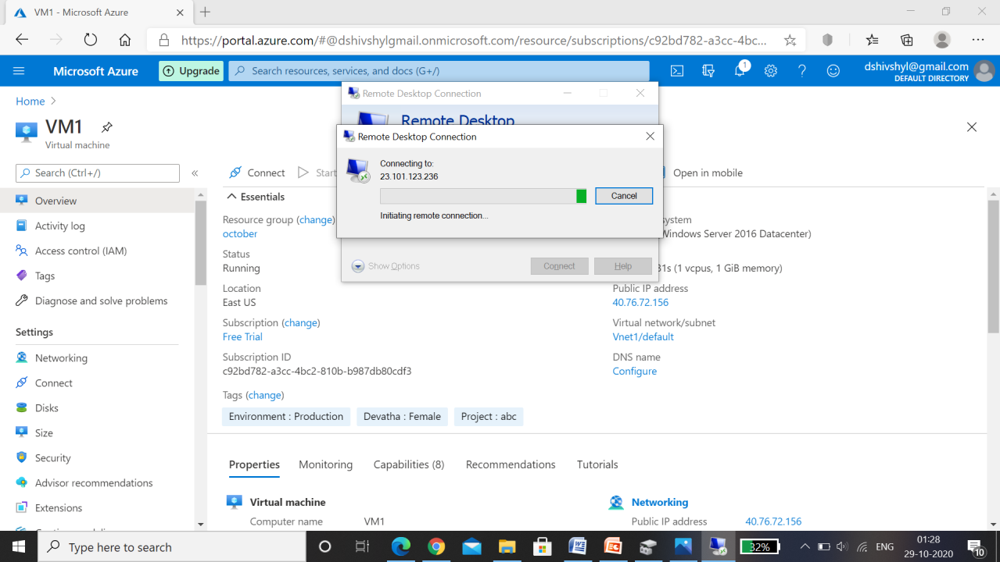 VM1 - Microsoft Azure
https://portal.azure.com/#@dshivshylgmail.onmicrosoft.com/resource/subscriptions/c92bd782-a3cc-4bc...
Microsoft Azure
Upgrade
Search resources, services, and docs (G+/)
1
dshivshyl@gmail.com
DEFAULT DIRECTORY
Home
VM1
Virtual machine
Search (Ctrl+/)
«
Overview
Activity log
Access control (IAM)
Tags
Diagnose and solve problems
Settings
Networking
Connect
Disks
Size
Security
Advisor recommendations
Extensions
Connect
Start
Open in mobile
Essentials
Resource group (change)
october
Status
Running
Location
East US
Subscription (change)
Free Trial
Subscription ID
c92bd782-a3cc-4bc2-810b-b987db80cdf3
Tags (change)
Environment : Production
Devatha : Female
Project : abc
Windows Server 2016 Datacenter)
(1 vcpus, 1 GiB memory)
Public IP address
40.76.72.156
Virtual network/subnet
Vnet1/default
DNS name
Configure
Properties
Monitoring
Capabilities (8)
Recommendations
Tutorials
Virtual machine
Computer name
VM1
Networking
Public IP address
40.76.72.156
Remote Desktop Connection
Remote Desktop
Remote Desktop Connection
Connecting to:
23.101.123.236
Cancel
Initiating remote connection...
Show Options
Connect
Help
Type here to search
32%
ENG
01:28
29-10-2020
10